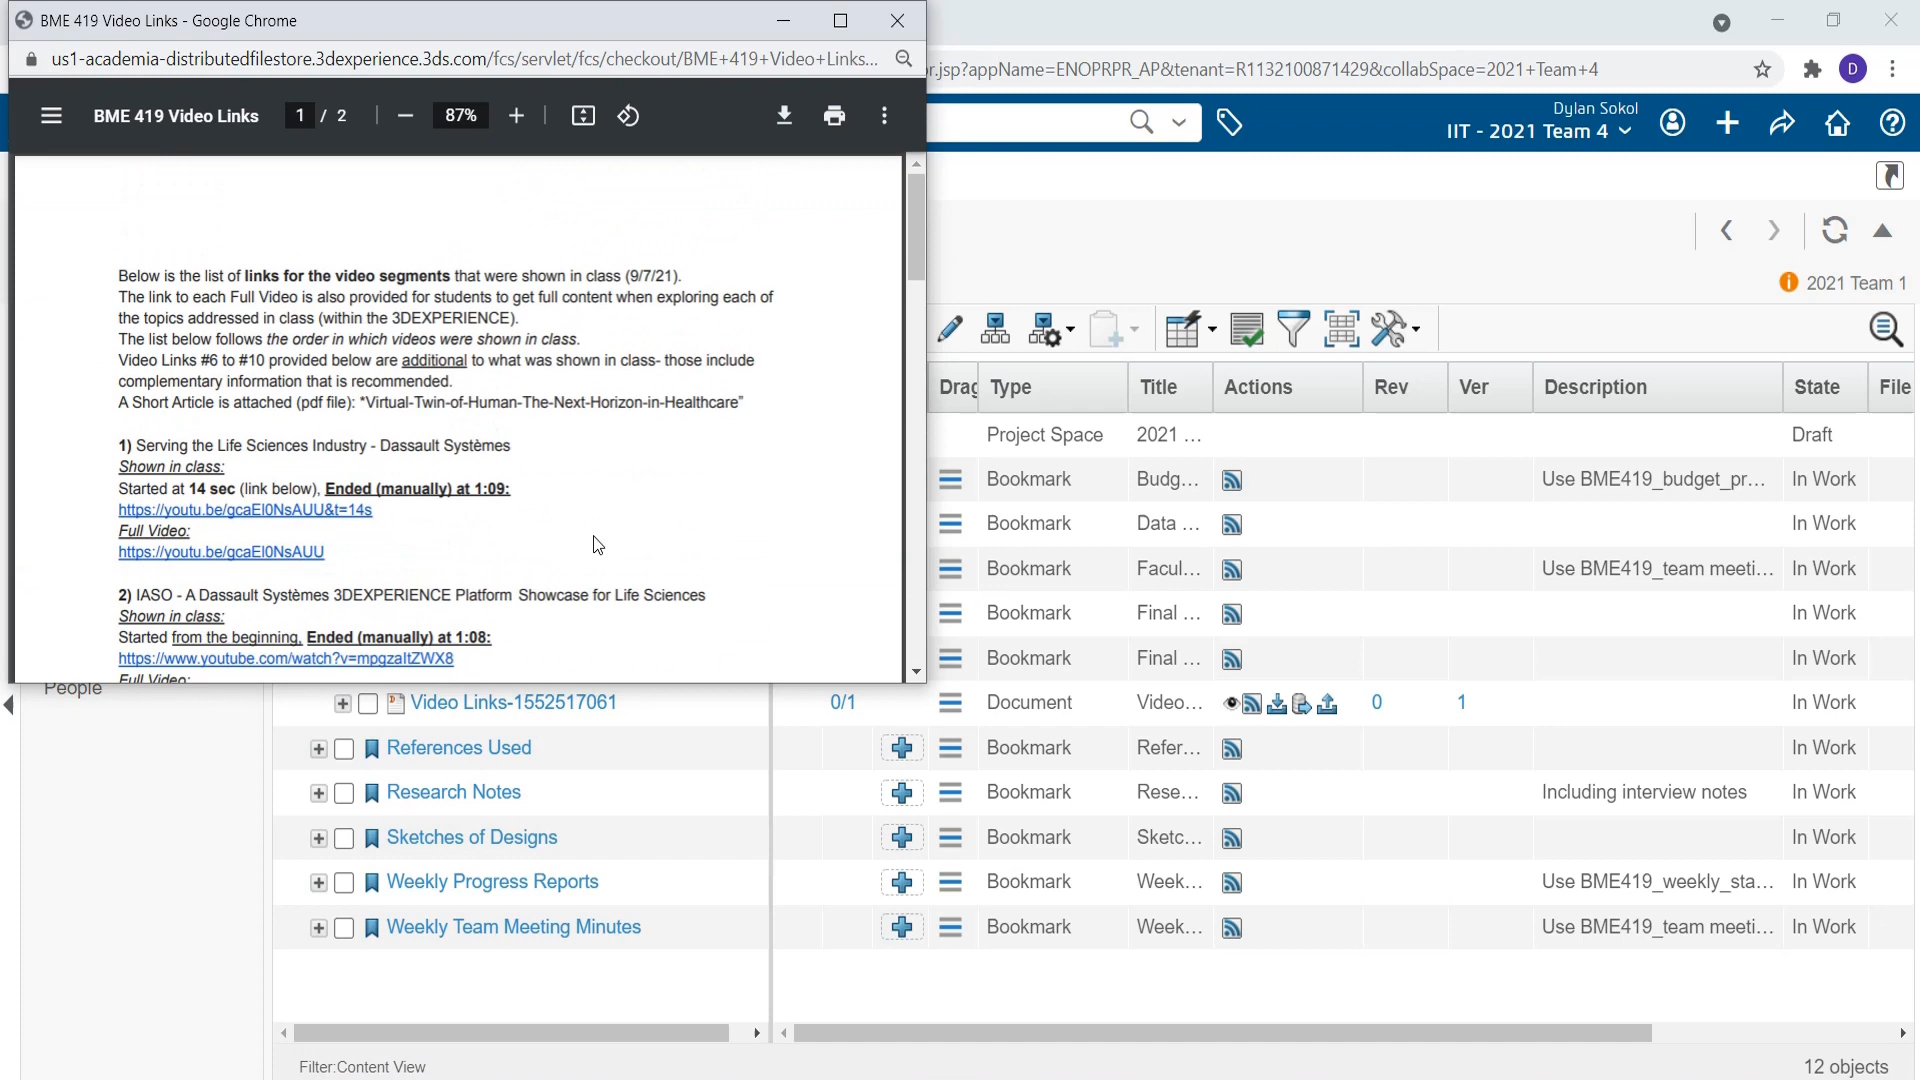 BME 419 Video Links - Google Chrome
us1-academia-distributedfilestore.3dexperience.3ds.com/fcs/servlet/fcs/checkout/BME+419+Video+Links...
r.jsp?appName=ENOPRPR_AP&tenant=R1132100871429&collabSpace=2021+Team+4
D
BME 419 Video Links 1 / 2 87%
Dylan Sokol
IIT - 2021 Team 4
2021 Team 1
Below is the list of links for the video segments that were shown in class (9/7/21).
The link to each Full Video is also provided for students to get full content when exploring each of
the topics addressed in class (within the 3DEXPERIENCE).
The list below follows the order in which videos were shown in class.
Video Links #6 to #10 provided below are additional to what was shown in class- those include
complementary information that is recommended.
A Short Article is attached (pdf file): *Virtual-Twin-of-Human-The-Next-Horizon-in-Healthcare"
1) Serving the Life Sciences Industry - Dassault Systèmes
Shown in class:
Started at 14 sec (link below), Ended (manually) at 1:09:
https://youtu.be/gcaEl0NsAUU&t=14s
Full Video:
https://youtu.be/gcaEl0NsAUU
2) IASO - A Dassault Systèmes 3DEXPERIENCE Platform Showcase for Life Sciences
Shown in class:
Started from the beginning, Ended (manually) at 1:08:
https://www.youtube.com/watch?v=mpgzaltZWX8
Full Video:
Drag Type Title Actions Rev Ver Description State File
Project Space 2021 ... Draft
Bookmark Budg... Use BME419_budget_pr... In Work
Bookmark Data ... In Work
Bookmark Facul... Use BME419_team meeti... In Work
Bookmark Final ... In Work
Bookmark Final ... In Work
People
Video Links-1552517061 0/1 Document Video... 0 1 In Work
References Used Bookmark Refer... In Work
Research Notes Bookmark Rese... Including interview notes In Work
Sketches of Designs Bookmark Sketc... In Work
Weekly Progress Reports Bookmark Week... Use BME419_weekly_sta... In Work
Weekly Team Meeting Minutes Bookmark Week... Use BME419_team meeti... In Work
Filter:Content View 12 objects